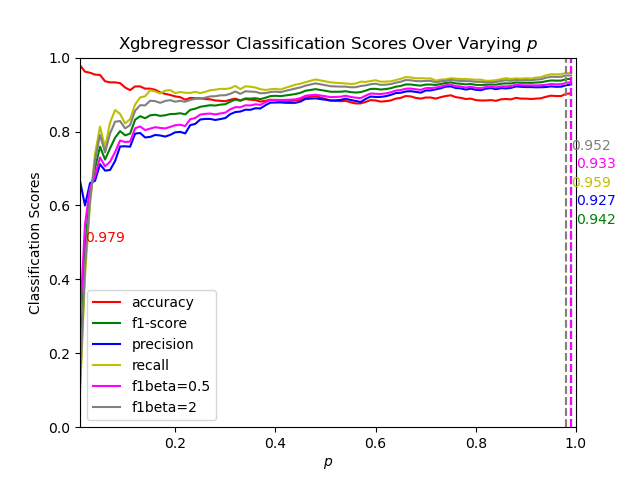 Xgbregressor Classification Scores Over Varying p
Classification Scores
1.0
0.8
0.6
0.4
0.2
0.0
0.952
0.933
0.959
0.927
0.942
0.979
accuracy
f1-score
precision
recall
f1beta=0.5
f1beta=2
0.2
0.4
0.6
0.8
1.0
p